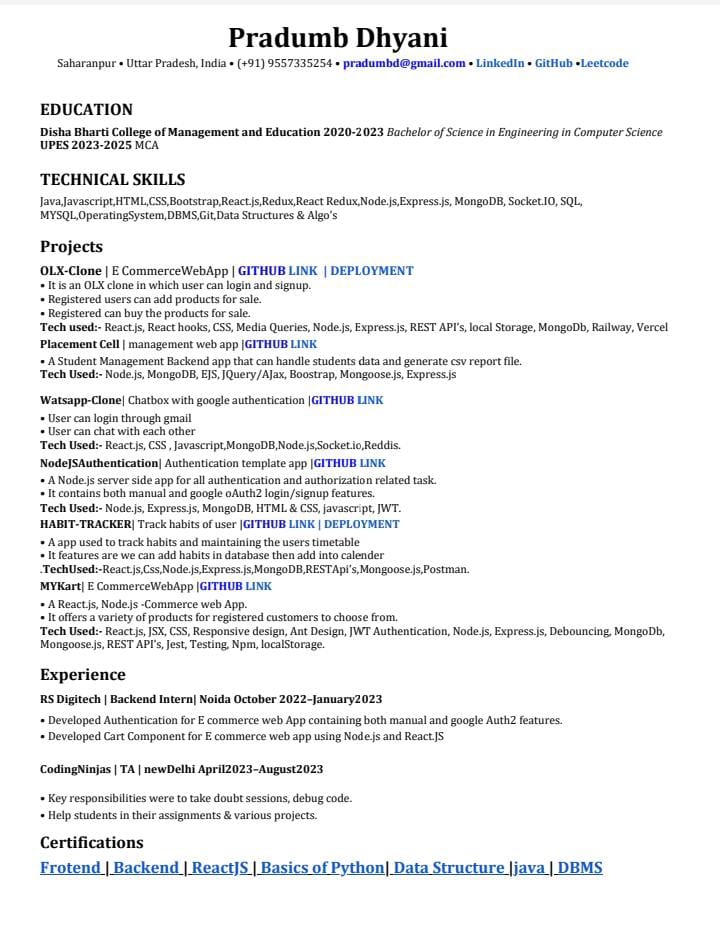 Pradumb Dhyani
Saharanpur • Uttar Pradesh, India • (+91) 9557335254 • pradumbd@gmail.com • LinkedIn • GitHub •Leetcode
EDUCATION
Disha Bharti College of Management and Education 2020-2023 Bachelor of Science in Engineering in Computer Science
UPES 2023-2025 MCA
TECHNICAL SKILLS
Java,Javascript,HTML,CSS,Bootstrap,React.js,Redux,React Redux,Node.js,Express.js, MongoDB, Socket.IO, SQL,
MYSQL,OperatingSystem,DBMS,Git,Data Structures & Algo's
Projects
OLX-Clone | E CommerceWebApp | GITHUB LINK | DEPLOYMENT
• It is an OLX clone in which user can login and signup.
• Registered users can add products for sale.
• Registered can buy the products for sale.
Tech used:- React.js, React hooks, CSS, Media Queries, Node.js, Express.js, REST API's, local Storage, MongoDb, Railway, Vercel
Placement Cell | management web app |GITHUB LINK
• A Student Management Backend app that can handle students data and generate csv report file.
Tech Used:- Node.js, MongoDB, EJS, JQuery/AJax, Boostrap, Mongoose.js, Express.js
Watsapp-Clone| Chatbox with google authentication |GITHUB LINK
• User can login through gmail
• User can chat with each other
Tech Used:- React.js, CSS , Javascript,MongoDB,Node.js,Socket.io,Reddis.
NodeJSAuthentication| Authentication template app |GITHUB LINK
• A Node.js server side app for all authentication and authorization related task.
• It contains both manual and google oAuth2 login/signup features.
Tech Used:- Node.js, Express.js, MongoDB, HTML & CSS, javascript, JWT.
HABIT-TRACKER| Track habits of user |GITHUB LINK | DEPLOYMENT
• A app used to track habits and maintaining the users timetable
• It features are we can add habits in database then add into calender
.TechUsed:-React.js,Css,Node.js,Express.js,MongoDB,RESTApi's,Mongoose.js,Postman.
MYKart| E CommerceWebApp |GITHUB LINK
• A React.js, Node.js -Commerce web App.
• It offers a variety of products for registered customers to choose from.
Tech Used:- React.js, JSX, CSS, Responsive design, Ant Design, JWT Authentication, Node.js, Express.js, Debouncing, MongoDb,
Mongoose.js, REST API's, Jest, Testing, Npm, localStorage.
Experience
RS Digitech | Backend Intern| Noida October 2022–January2023
• Developed Authentication for E commerce web App containing both manual and google Auth2 features.
• Developed Cart Component for E commerce web app using Node.js and React.JS
CodingNinjas | TA | newDelhi April2023–August2023
• Key responsibilities were to take doubt sessions, debug code.
• Help students in their assignments & various projects.
Certifications
Frotend | Backend | ReactJS | Basics of Python| Data Structure |java | DBMS